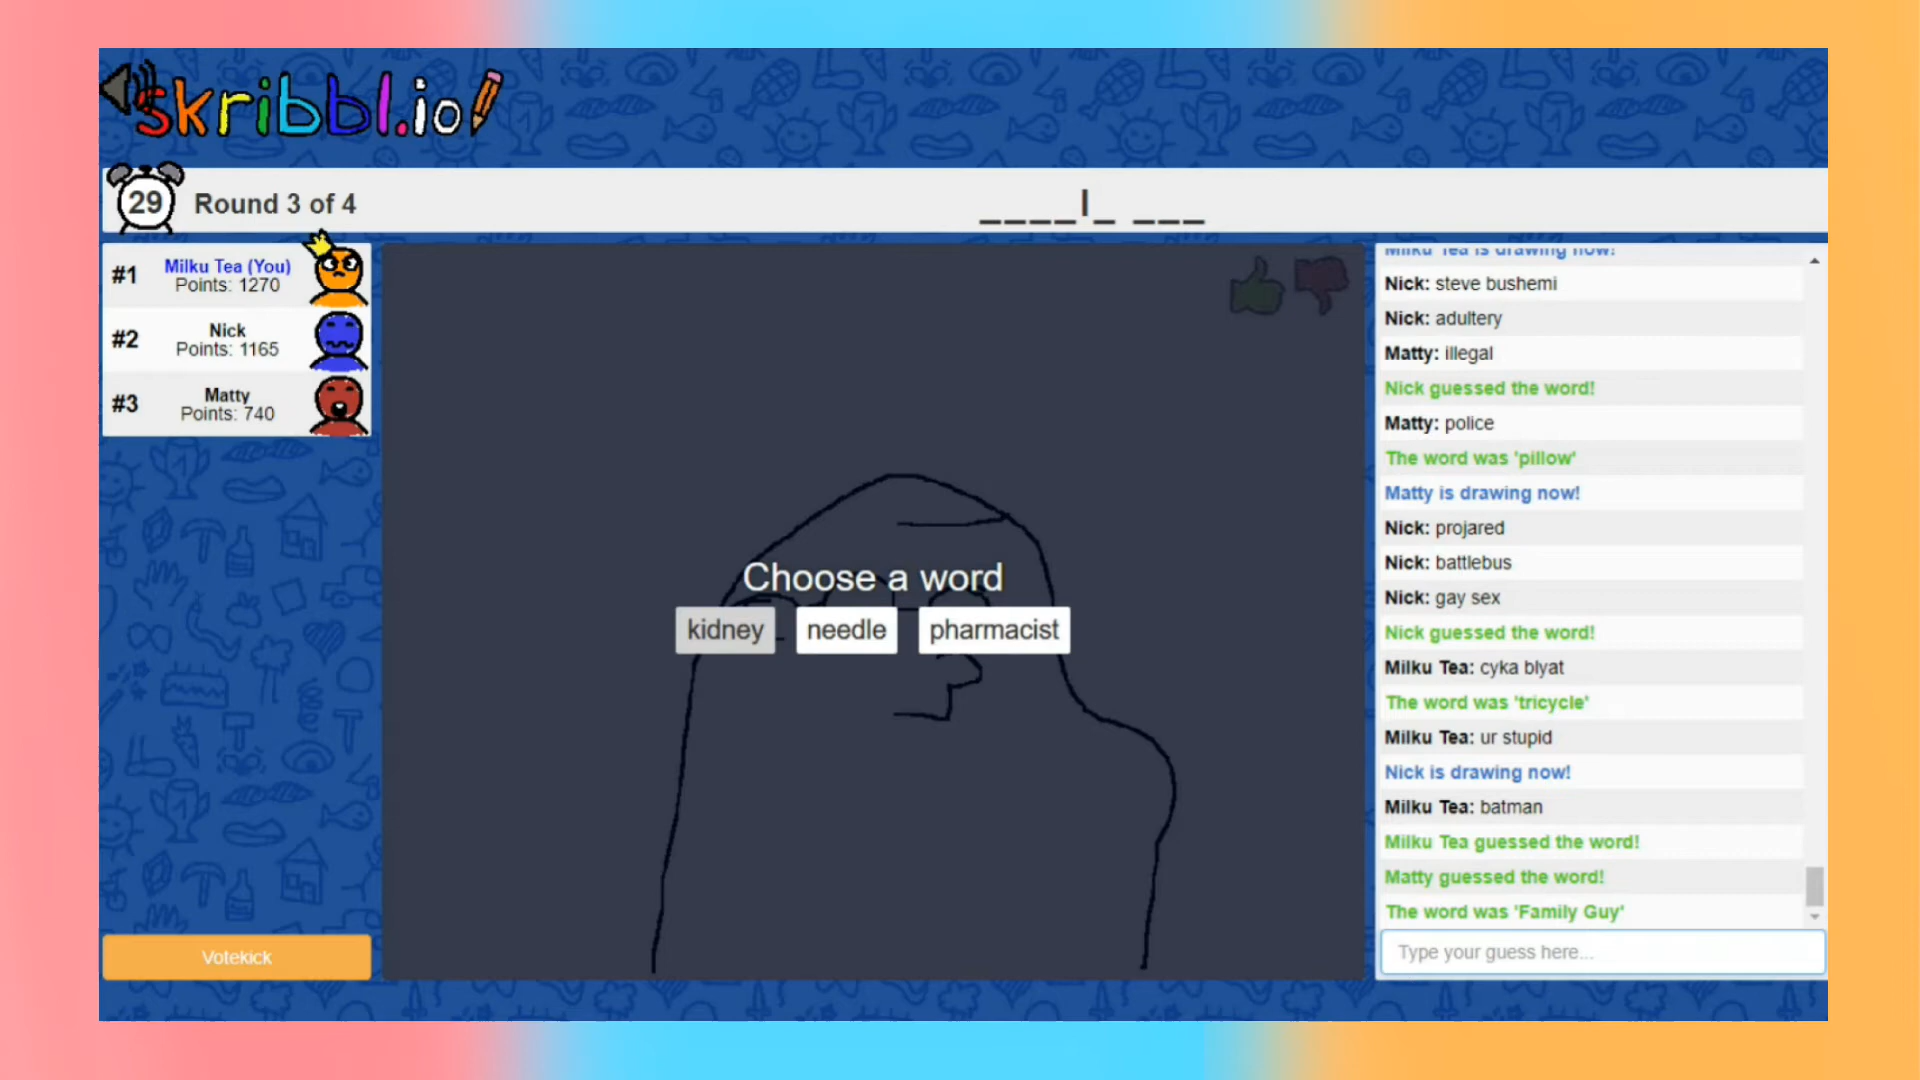 skribbl.io
29
Round 3 of 4
____l_ ___
#1
Milku Tea (You)
Points: 1270
#2
Nick
Points: 1165
#3
Matty
Points: 740
Votekick
Choose a word
kidney
needle
pharmacist
Milku Tea is drawing now!
Nick: steve bushemi
Nick: adultery
Matty: illegal
Nick guessed the word!
Matty: police
The word was 'pillow'
Matty is drawing now!
Nick: projared
Nick: battlebus
Nick: gay sex
Nick guessed the word!
Milku Tea: cyka blyat
The word was 'tricycle'
Milku Tea: ur stupid
Nick is drawing now!
Milku Tea: batman
Milku Tea guessed the word!
Matty guessed the word!
The word was 'Family Guy'
Type your guess here...